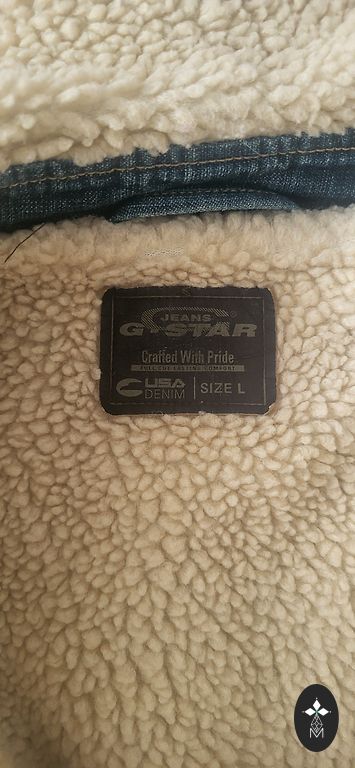 JEANS
G-STAR
Crafted With Pride
USA
DENIM
SIZE L
M